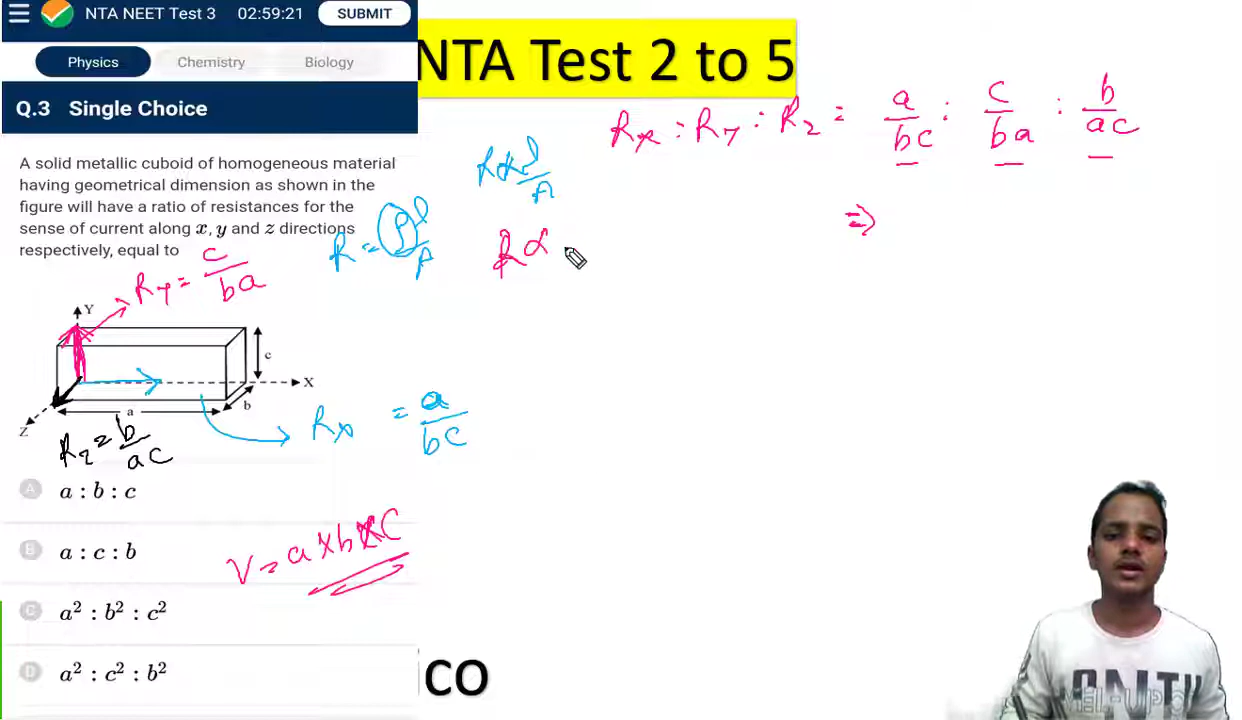 NTA NEET Test 3 02:59:21 SUBMIT
Physics Chemistry Biology
NTA Test 2 to 5
Q.3 Single Choice
A solid metallic cuboid of homogeneous material
having geometrical dimension as shown in the
figure will have a ratio of resistances for the
sense of current along x, y and z directions
respectively, equal to
R = ρl/A
R ∝ l/A
R ∝
Rx : Ry : Rz = a/bc : c/ba : b/ac
⇒
Ry = c/ba
Y
c
X
b
a
Z
Rx = a/bc
Rz = b/ac
A a : b : c
B a : c : b
V = a × b × c
C a² : b² : c²
D a² : c² : b²
co